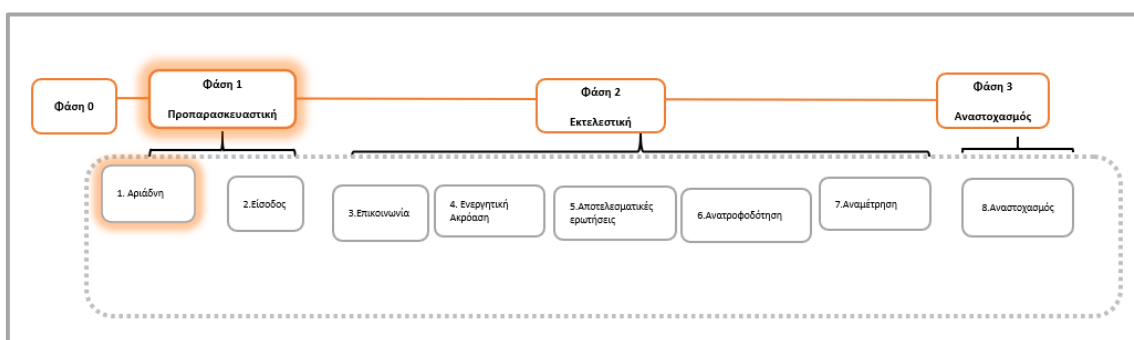 Φάση 0
Φάση 1
Προπαρασκευαστική
Φάση 2
Εκτελεστική
Φάση 3
Αναστοχασμός
1. Αριάδνη
2.Είσοδος
3.Επικοινωνία
4. Ενεργητική
Ακρόαση
5.Αποτελεσματικές
ερωτήσεις
6.Ανατροφοδότηση
7.Αναμέτρηση
8.Αναστοχασμός